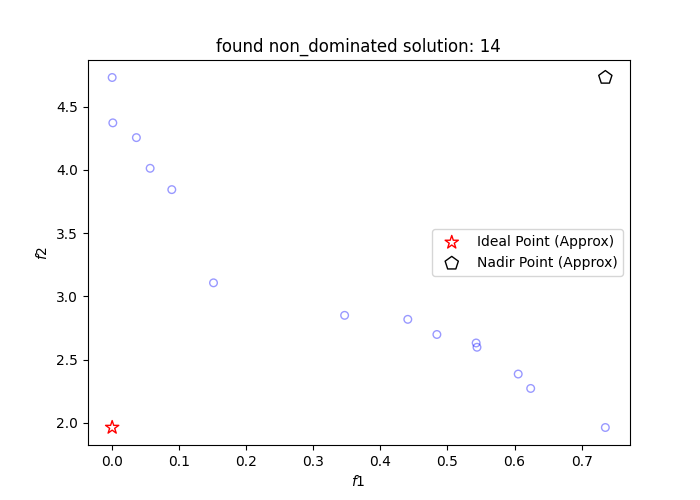 found non_dominated solution: 14
4.5
4.0
3.5
3.0
2.5
2.0
f2
Ideal Point (Approx)
Nadir Point (Approx)
0.0 0.1 0.2 0.3 0.4 0.5 0.6 0.7
f1